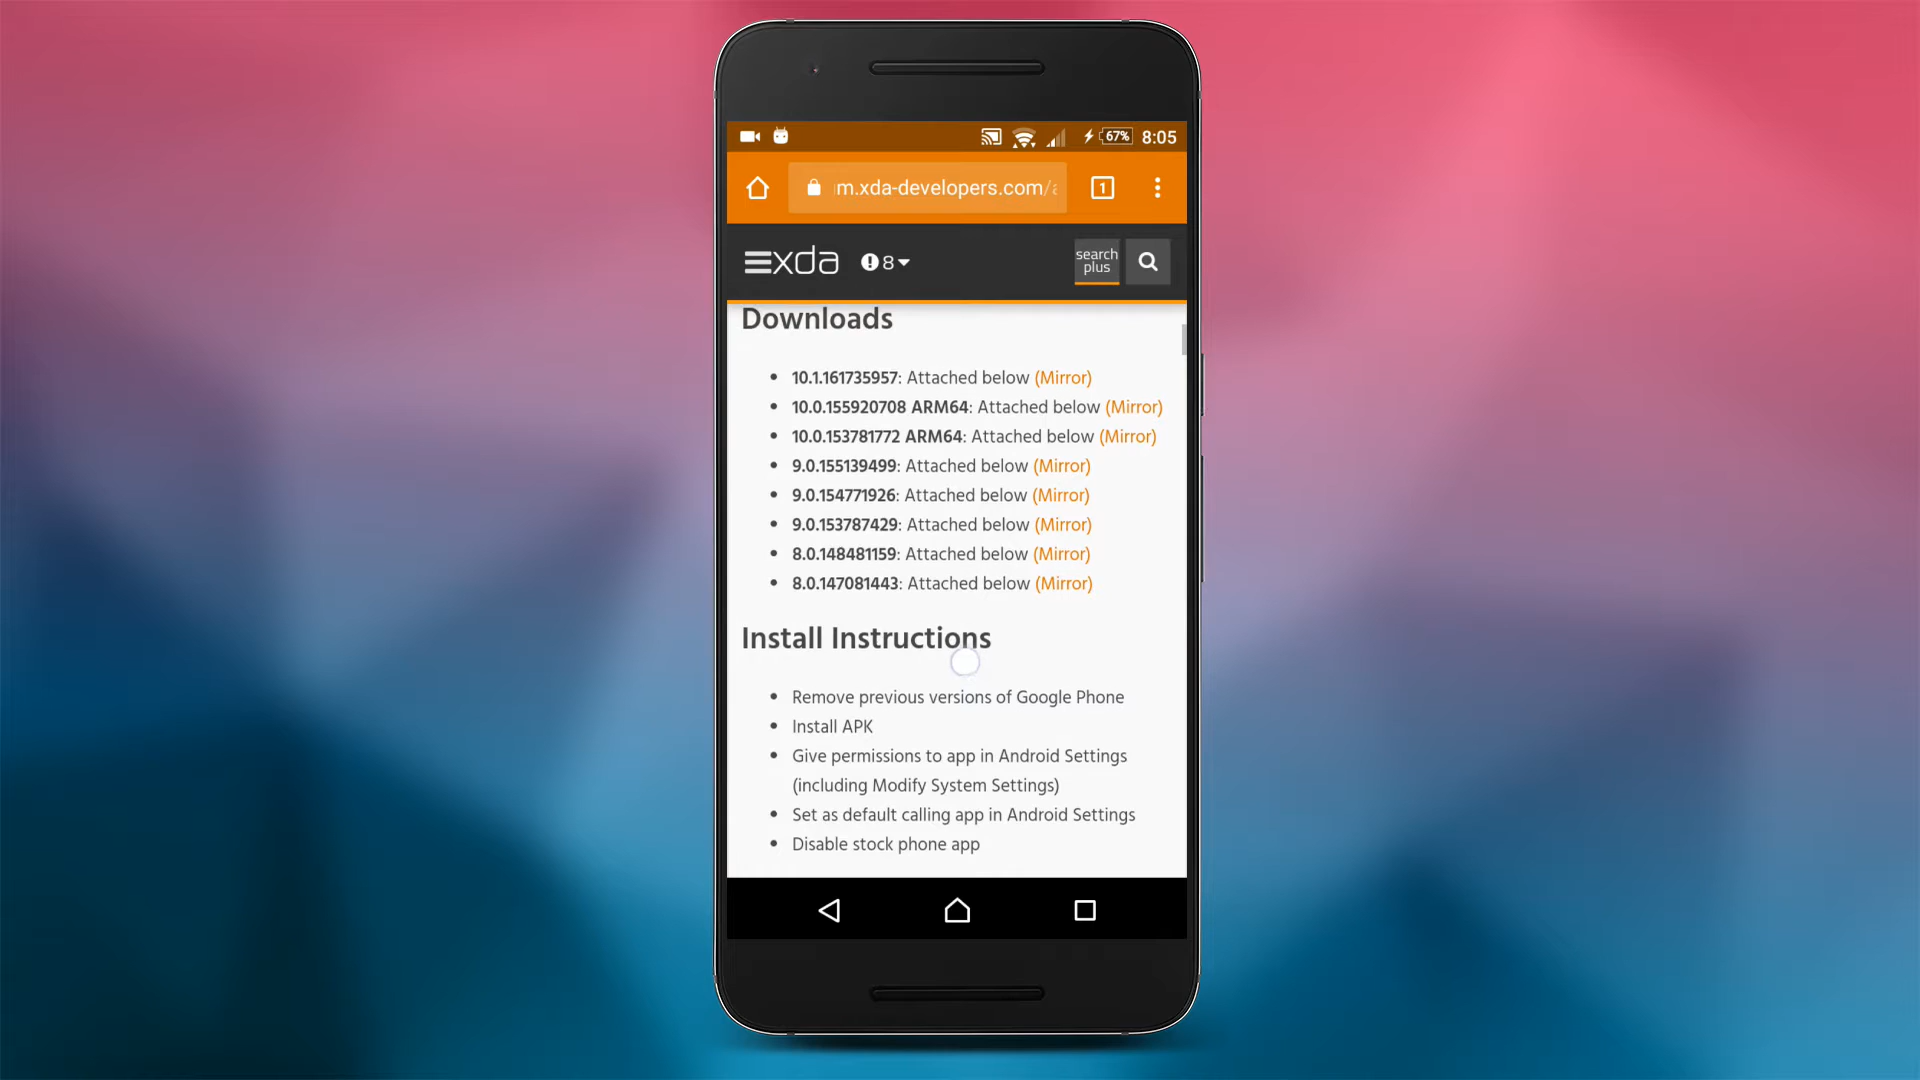 67% 8:05
m.xda-developers.com/a
1
xda 8 search plus
Downloads
10.1.161735957: Attached below (Mirror)
10.0.155920708 ARM64: Attached below (Mirror)
10.0.153781772 ARM64: Attached below (Mirror)
9.0.155139499: Attached below (Mirror)
9.0.154771926: Attached below (Mirror)
9.0.153787429: Attached below (Mirror)
8.0.148481159: Attached below (Mirror)
8.0.147081443: Attached below (Mirror)
Install Instructions
Remove previous versions of Google Phone
Install APK
Give permissions to app in Android Settings
(including Modify System Settings)
Set as default calling app in Android Settings
Disable stock phone app